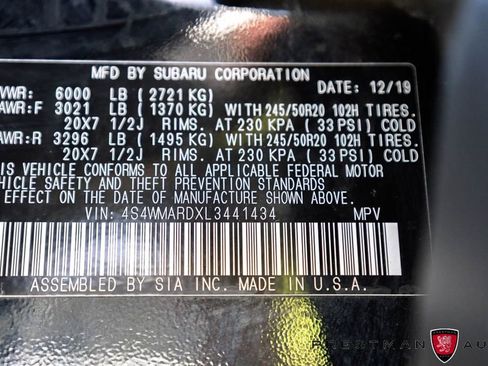 MFD BY SUBARU CORPORATION DATE: 12/19
VWR: 6000 LB (2721 KG)
AWR:F 3021 LB (1370 KG) WITH 245/50R20 102H TIRES.
20X7 1/2J RIMS. AT 230 KPA (33 PSI) COLD
AWR:R 3296 LB (1495 KG) WITH 245/50R20 102H TIRES.
20X7 1/2J RIMS. AT 230 KPA (33 PSI) COLD
IS VEHICLE CONFORMS TO ALL APPLICABLE FEDERAL MOTOR
VEHICLE SAFETY AND THEFT PREVENTION STANDARDS
EFFECT ON THE DATE OF MANUFACTURE SHOWN ABOVE.
VIN: 4S4WMARDXL3441434 MPV
ASSEMBLED BY SIA INC. MADE IN U.S.A.